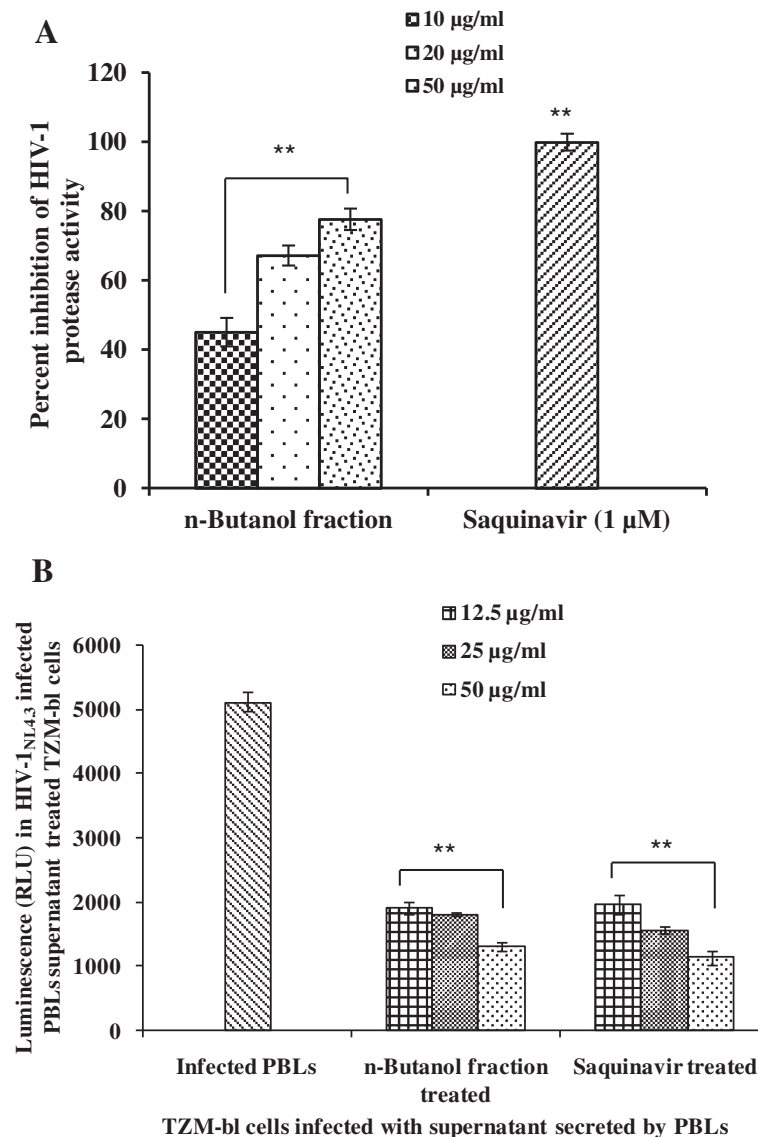 A
10 µg/ml
20 µg/ml
50 µg/ml
Percent inhibition of HIV-1
protease activity
120
100
80
60
40
20
0
**
**
n-Butanol fraction
Saquinavir (1 µM)
B
12.5 µg/ml
25 µg/ml
50 µg/ml
Luminescence (RLU) in HIV-1NL4.3 infected
PBLs supernatant treated TZM-bl cells
6000
5000
4000
3000
2000
1000
0
**
**
Infected PBLs
n-Butanol fraction
treated
Saquinavir treated
TZM-bl cells infected with supernatant secreted by PBLs